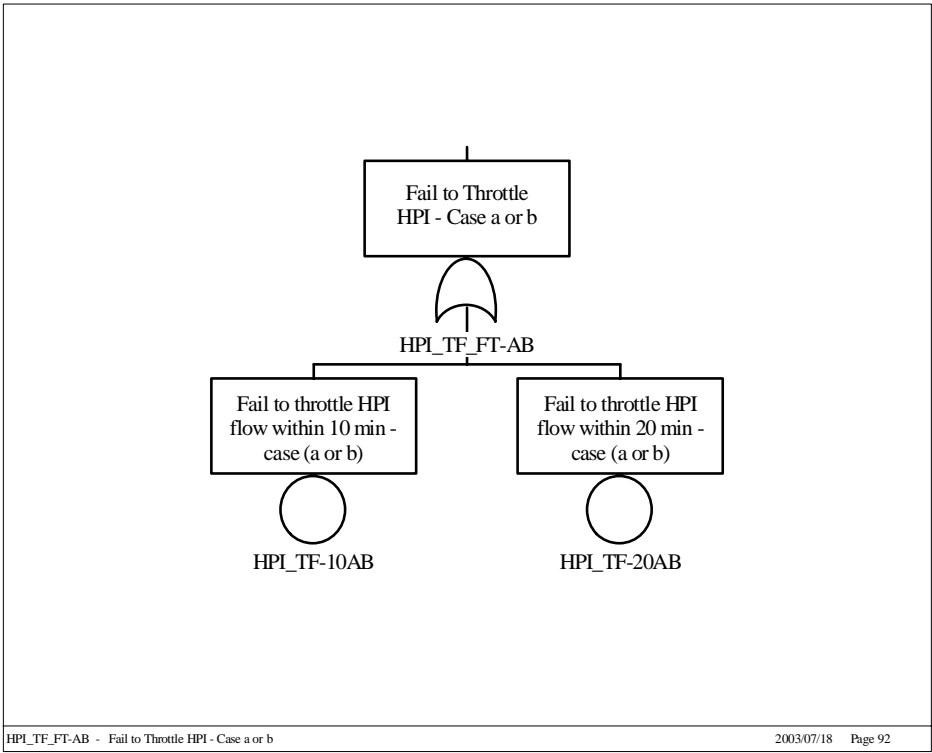 Fail to Throttle
HPI - Case a or b
HPI_TF_FT-AB
Fail to throttle HPI
flow within 10 min -
case (a or b)
HPI_TF-10AB
Fail to throttle HPI
flow within 20 min -
case (a or b)
HPI_TF-20AB
HPI_TF_FT-AB - Fail to Throttle HPI - Case a or b
2003/07/18 Page 92